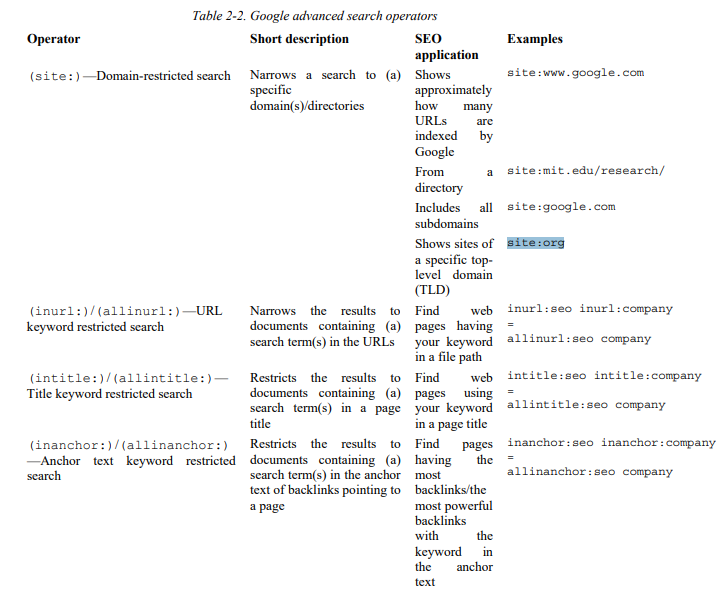 Table 2-2. Google advanced search operators
Operator
Short description
SEO
application
Examples
(site:)—Domain-restricted search
Narrows a search to (a)
specific
domain(s)/directories
Shows
approximately
how many
URLs are
indexed by
Google
site:www.google.com
From a
directory
site:mit.edu/research/
Includes all
subdomains
site:google.com
Shows sites of
a specific top-
level domain
(TLD)
site:org
(inurl:)/(allinurl:)—URL
keyword restricted search
Narrows the results to
documents containing (a)
search term(s) in the URLs
Find web
pages having
your keyword
in a file path
inurl:seo inurl:company
=
allinurl:seo company
(intitle:)/(allintitle:)—
Title keyword restricted search
Restricts the results to
documents containing (a)
search term(s) in a page
title
Find web
pages using
your keyword
in a page title
intitle:seo intitle:company
=
allintitle:seo company
(inanchor:)/(allinanchor:)
—Anchor text keyword restricted
search
Restricts the results to
documents containing (a)
search term(s) in the anchor
text of backlinks pointing to
a page
Find pages
having the
most
backlinks/the
most powerful
backlinks
with the
keyword in
the anchor
text
inanchor:seo inanchor:company
=
allinanchor:seo company